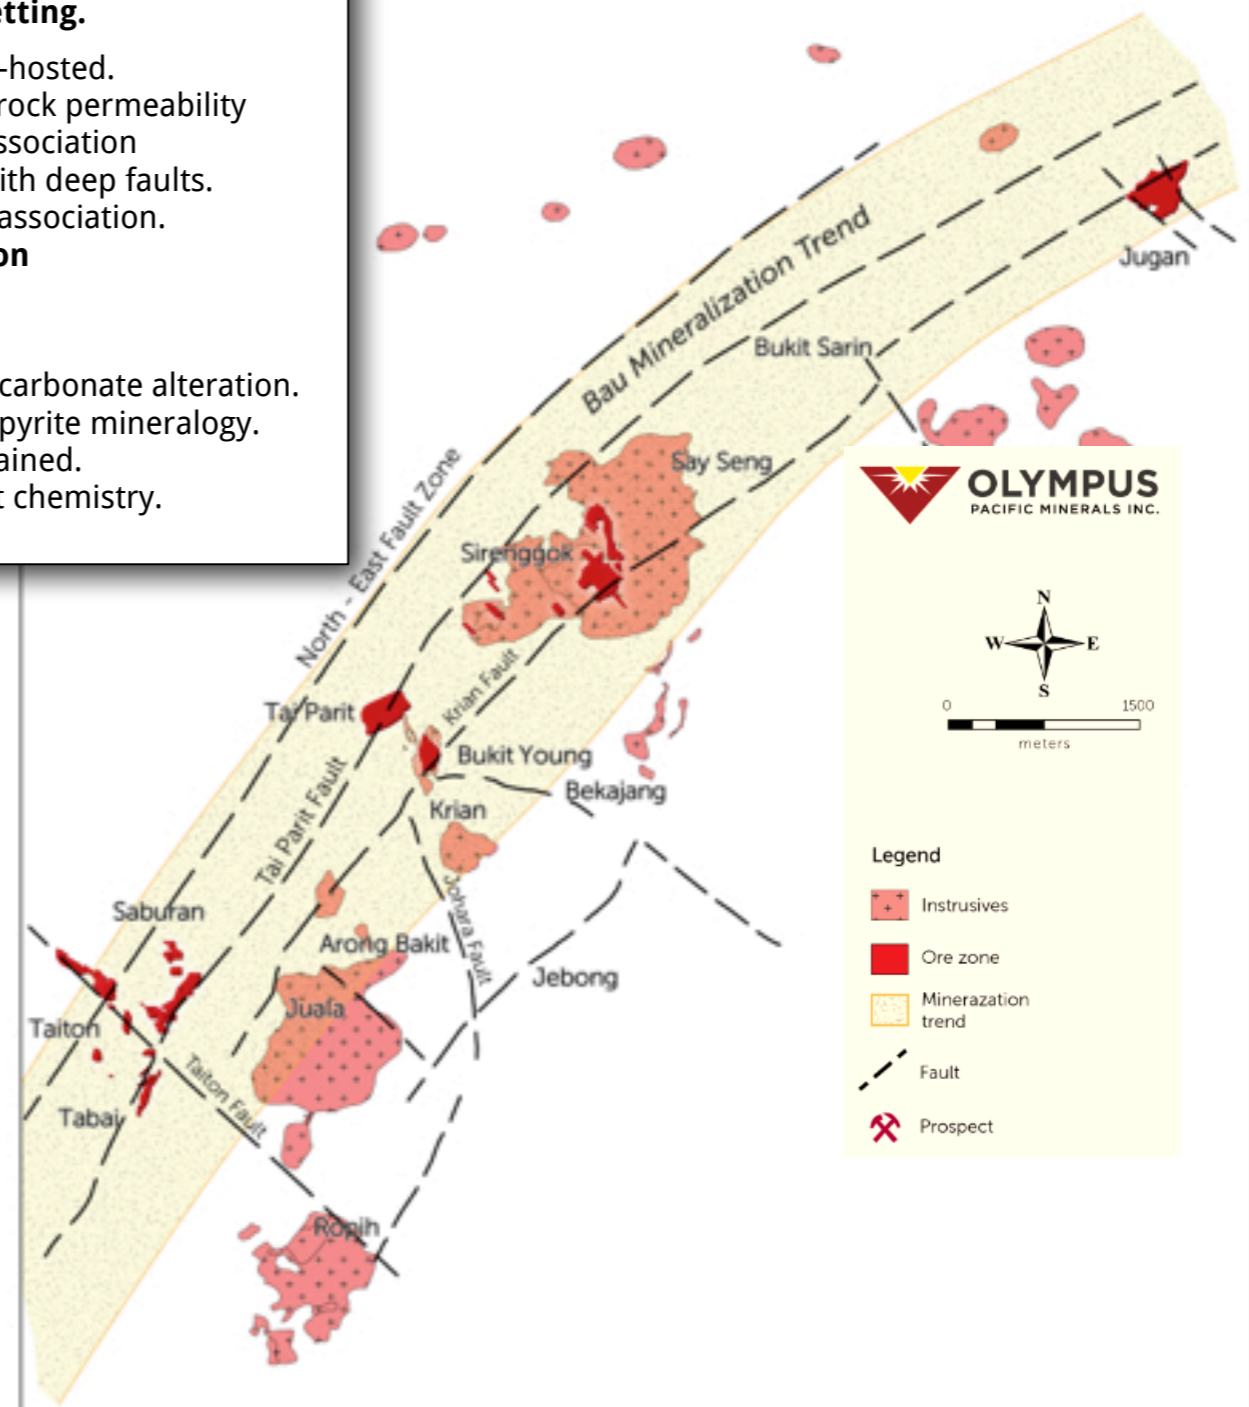 etting.
-hosted.
rock permeability
ssociation
ith deep faults.
association.
on
carbonate alteration.
pyrite mineralogy.
ained.
t chemistry.
Bau Mineralization Trend
Jugan
Bukit Sarin
North - East Fault Zone
Say Seng
Sirenggok
Krian Fault
Tai Parit
Bukit Young
Bekajang
Krian
Tai Parit Fault
Johara Fault
Saburan
Arong Bakit
Jebong
Juala
Taiton
Taiton Fault
Tabai
Ropih
OLYMPUS
PACIFIC MINERALS INC.
N
W E
S
0 1500
meters
Legend
Instrusives
Ore zone
Minerazation
trend
Fault
Prospect